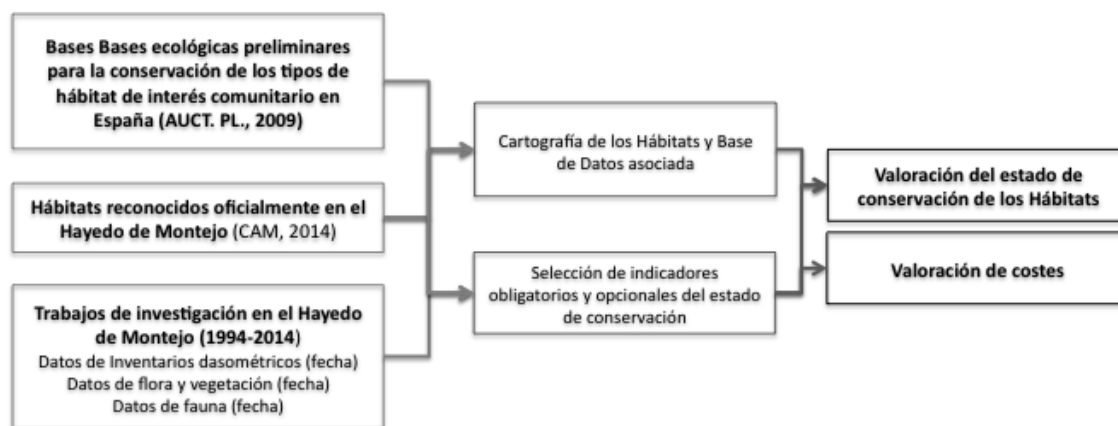 Bases Bases ecológicas preliminares
para la conservación de los tipos de
hábitat de interés comunitario en
España (AUCT. PL., 2009)
Hábitats reconocidos oficialmente en el
Hayedo de Montejo (CAM, 2014)
Trabajos de investigación en el Hayedo
de Montejo (1994-2014)
Datos de Inventarios dasométricos (fecha)
Datos de flora y vegetación (fecha)
Datos de fauna (fecha)
Cartografía de los Hábitats y Base
de Datos asociada
Selección de indicadores
obligatorios y opcionales del estado
de conservación
Valoración del estado de
conservación de los Hábitats
Valoración de costes